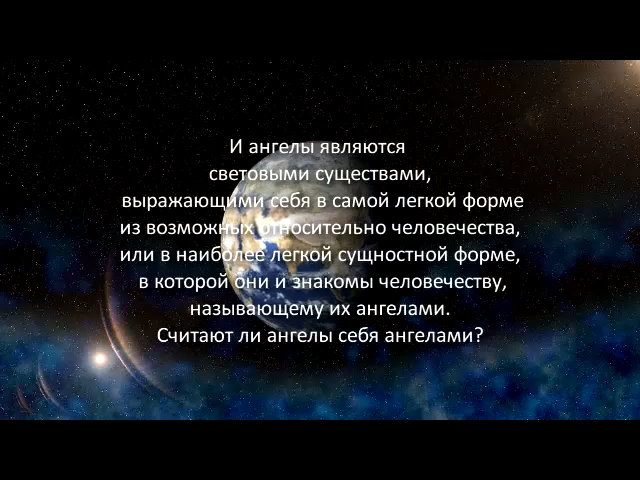 И ангелы являются
световыми существами,
выражающими себя в самой легкой форме
из возможных относительно человечества,
или в наиболее легкой сущностной форме,
в которой они и знакомы человечеству,
называющему их ангелами.
Считают ли ангелы себя ангелами?